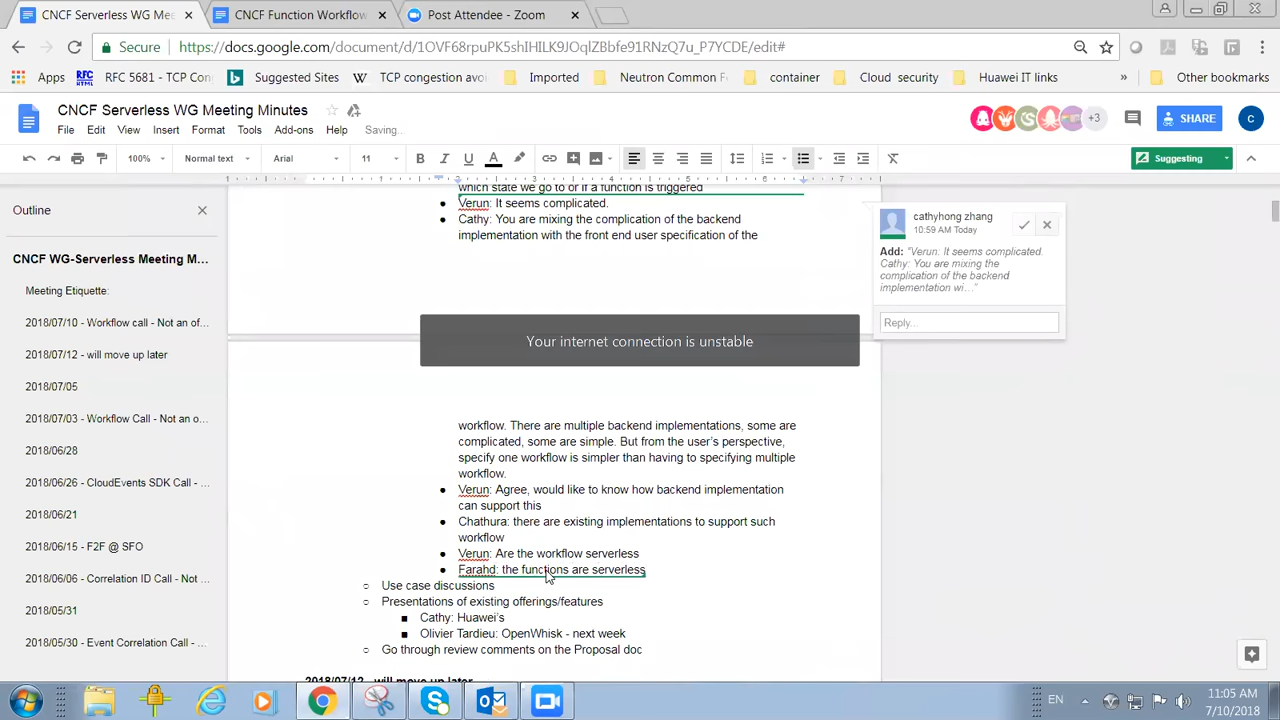 CNCF Serverless WG Mee
CNCF Function Workflow
Post Attendee - Zoom
Secure
https://docs.google.com/document/d/1OVF68rpuPK5shIHILK9JOqlZBbfe91RNzQ7u_P7YCDE/edit#
Apps
RFC 5681 - TCP Con
Suggested Sites
TCP congestion avoi
Imported
Neutron Common
container
Cloud security
Huawei IT links
»
Other bookmarks
CNCF Serverless WG Meeting Minutes
File Edit View Insert Format Tools Add-ons Help Saving...
+3
SHARE
C
100%
Normal text
Arial
11
Suggesting
Outline
CNCF WG-Serverless Meeting M...
Meeting Etiquette:
2018/07/10 - Workflow call - Not an of...
2018/07/12 - will move up later
2018/07/05
2018/07/03 - Workflow Call - Not an o...
2018/06/28
2018/06/26 - CloudEvents SDK Call - ...
2018/06/21
2018/06/15 - F2F @ SFO
2018/06/06 - Correlation ID Call - Not ...
2018/05/31
2018/05/30 - Event Correlation Call - ...
which state we go to or if a function is triggered
Verun: It seems complicated.
Cathy: You are mixing the complication of the backend
implementation with the front end user specification of the
Your internet connection is unstable
workflow. There are multiple backend implementations, some are
complicated, some are simple. But from the user's perspective,
specify one workflow is simpler than having to specifying multiple
workflow.
Verun: Agree, would like to know how backend implementation
can support this
Chathura: there are existing implementations to support such
workflow
Verun: Are the workflow serverless
Farahd: the functions are serverless
Use case discussions
Presentations of existing offerings/features
Cathy: Huawei's
Olivier Tardieu: OpenWhisk - next week
Go through review comments on the Proposal doc
2018/07/12 - will move up later
cathyhong zhang
10:59 AM Today
Add: "Verun: It seems complicated.
Cathy: You are mixing the
complication of the backend
implementation wi..."
Reply...
EN
11:05 AM
7/10/2018